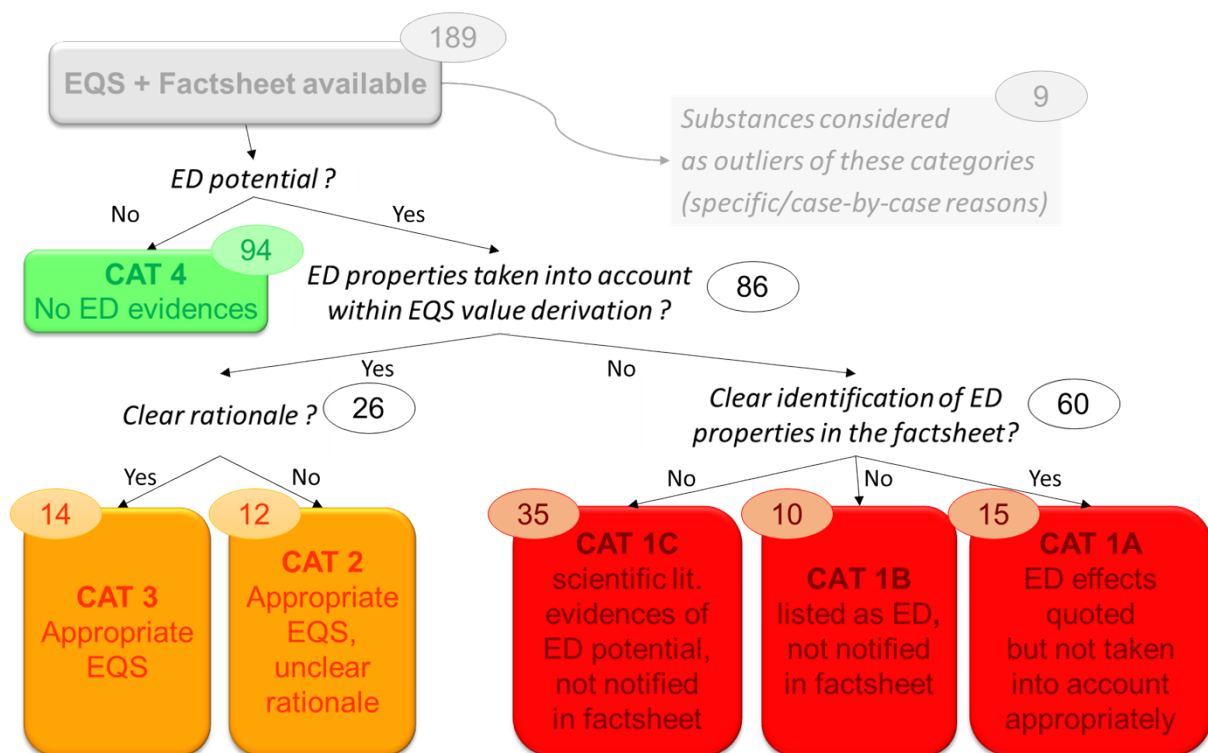 189
EQS + Factsheet available
9
Substances considered
as outliers of these categories
(specific/case-by-case reasons)
ED potential ?
No
Yes
94
CAT 4
No ED evidences
ED properties taken into account
within EQS value derivation ?
86
Yes
No
Clear rationale ?
26
Clear identification of ED
properties in the factsheet?
60
Yes
No
No
No
Yes
14
CAT 3
Appropriate
EQS
12
CAT 2
Appropriate
EQS,
unclear
rationale
35
CAT 1C
scientific lit.
evidences of
ED potential,
not notified
in factsheet
10
CAT 1B
listed as ED,
not notified
in factsheet
15
CAT 1A
ED effects
quoted
but not taken
into account
appropriately